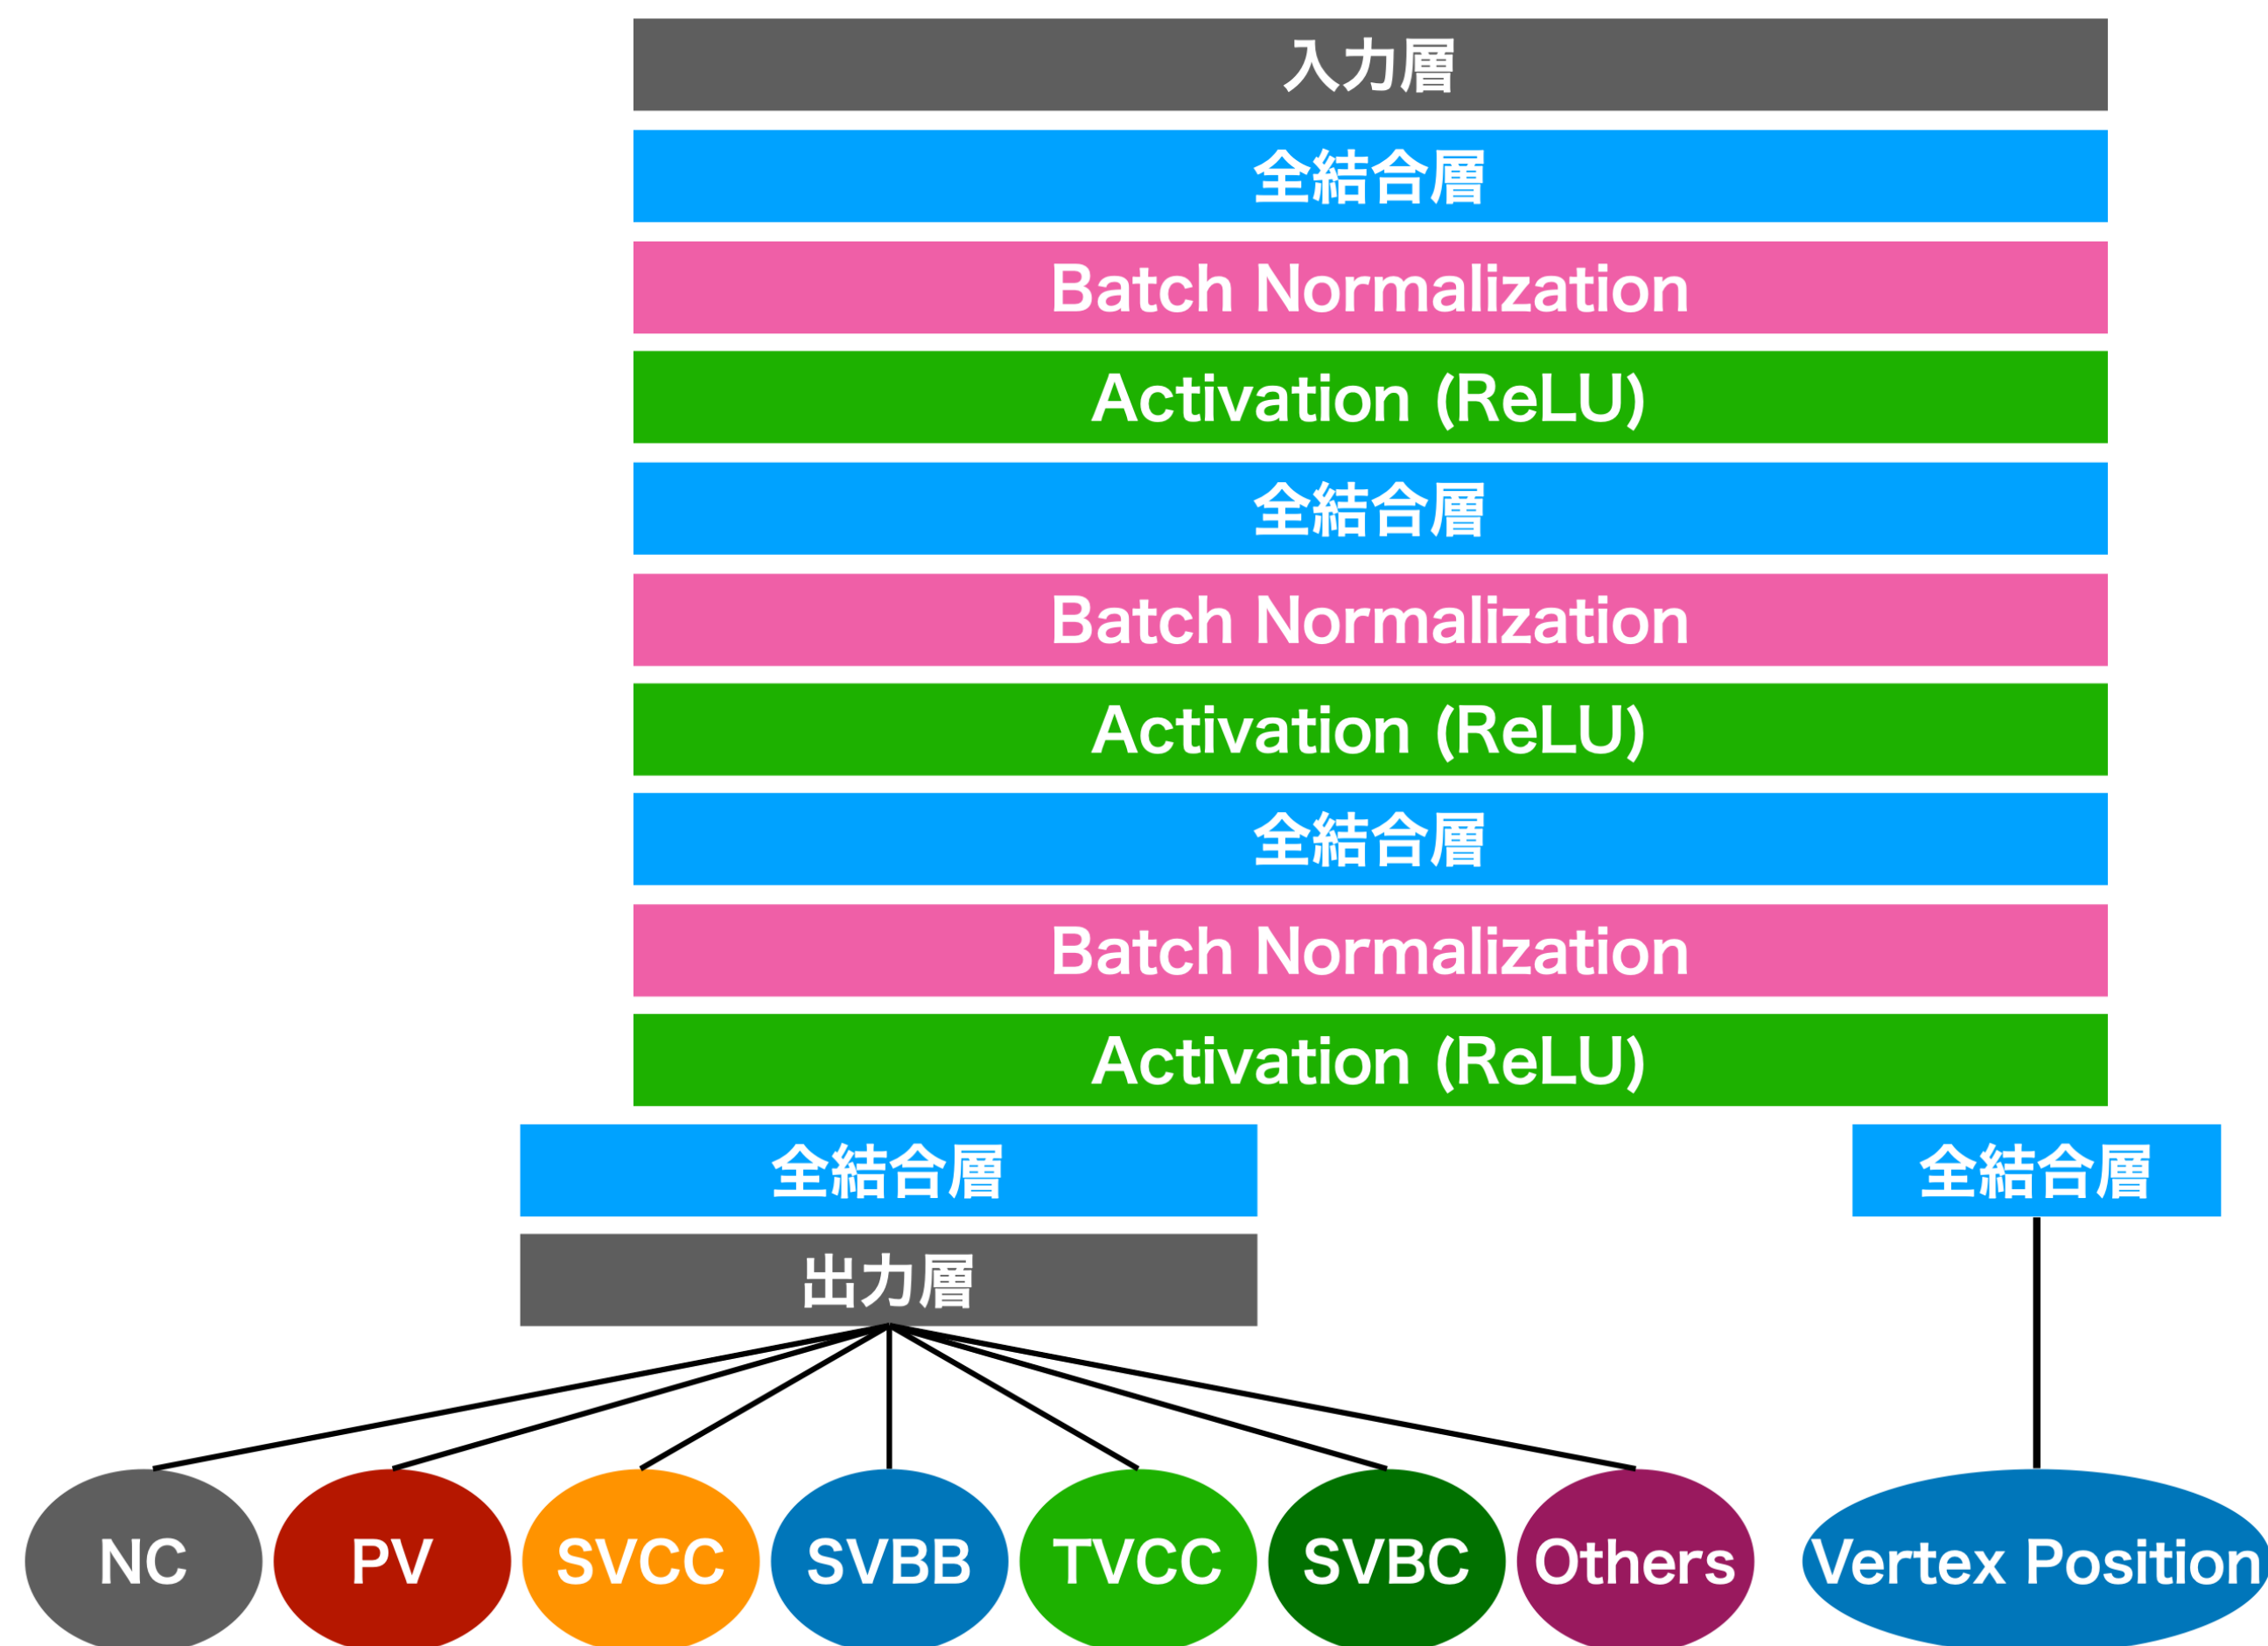 入力層
全結合層
Batch Normalization
Activation (ReLU)
全結合層
Batch Normalization
Activation (ReLU)
全結合層
Batch Normalization
Activation (ReLU)
全結合層
全結合層
出力層
NC
PV
SVCC
SVBB
TVCC
SVBC
Others
Vertex Position